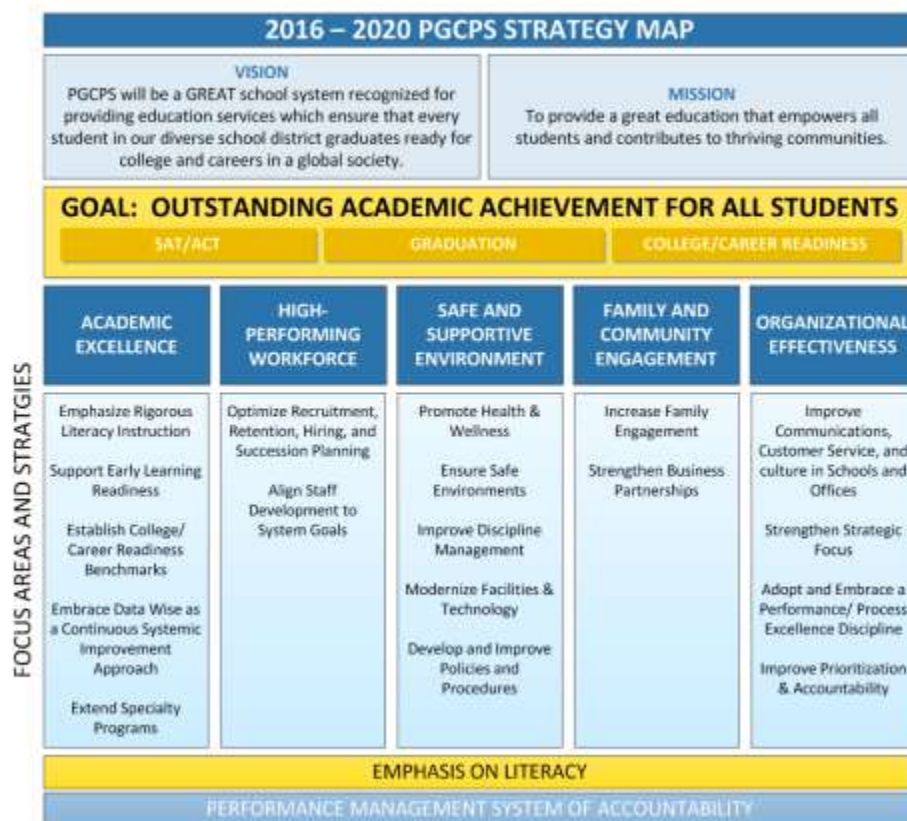 2016 – 2020 PGCPS STRATEGY MAP
VISION
PGCPS will be a GREAT school system recognized for
providing education services which ensure that every
student in our diverse school district graduates ready for
college and careers in a global society.
MISSION
To provide a great education that empowers all
students and contributes to thriving communities.
GOAL: OUTSTANDING ACADEMIC ACHIEVEMENT FOR ALL STUDENTS
SAT/ACT
GRADUATION
COLLEGE/CAREER READINESS
FOCUS AREAS AND STRATGIES
ACADEMIC
EXCELLENCE
Emphasize Rigorous
Literacy Instruction
Support Early Learning
Readiness
Establish College/
Career Readiness
Benchmarks
Embrace Data Wise as
a Continuous Systemic
Improvement
Approach
Extend Specialty
Programs
HIGH-
PERFORMING
WORKFORCE
Optimize Recruitment,
Retention, Hiring, and
Succession Planning
Align Staff
Development to
System Goals
SAFE AND
SUPPORTIVE
ENVIRONMENT
Promote Health &
Wellness
Ensure Safe
Environments
Improve Discipline
Management
Modernize Facilities &
Technology
Develop and Improve
Policies and
Procedures
FAMILY AND
COMMUNITY
ENGAGEMENT
Increase Family
Engagement
Strengthen Business
Partnerships
ORGANIZATIONAL
EFFECTIVENESS
Improve
Communications,
Customer Service, and
culture in Schools and
Offices
Strengthen Strategic
Focus
Adopt and Embrace a
Performance/ Process
Excellence Discipline
Improve Prioritization
& Accountability
EMPHASIS ON LITERACY
PERFORMANCE MANAGEMENT SYSTEM OF ACCOUNTABILITY